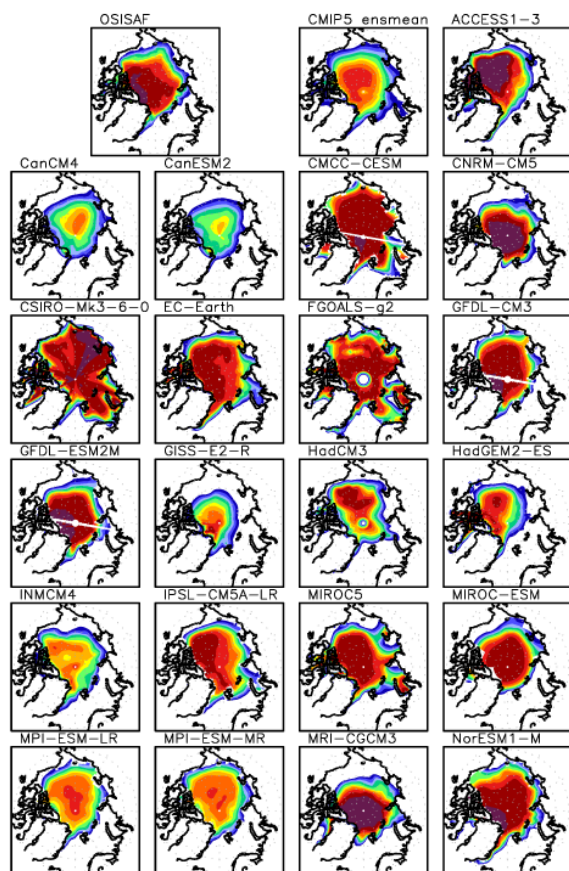 OSISAF
CMIP5 ensmean
ACCESS1-3
CanCM4
CanESM2
CMCC-CESM
CNRM-CM5
CSIRO-Mk3-6-0
EC-Earth
FGOALS-g2
GFDL-CM3
GFDL-ESM2M
GISS-E2-R
HadCM3
HadGEM2-ES
INMCM4
IPSL-CM5A-LR
MIROC5
MIROC-ESM
MPI-ESM-LR
MPI-ESM-MR
MRI-CGCM3
NorESM1-M